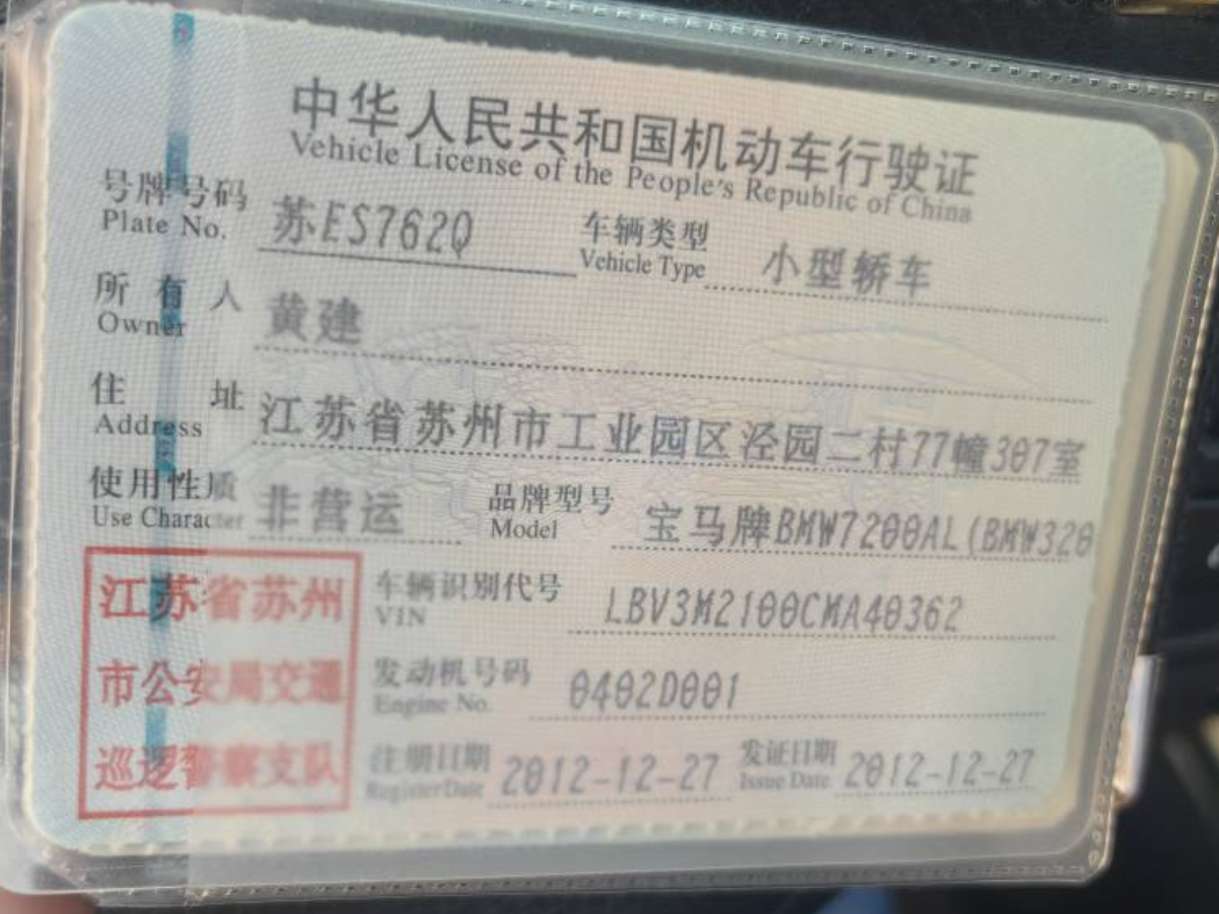 中华人民共和国机动车行驶证
Vehicle License of the People's Republic of China
号牌号码 苏ES762Q 车辆类型 小型轿车
Plate No. Vehicle Type
所有人 黄建
Owner
住址 江苏省苏州市工业园区泾园二村77幢307室
Address
使用性质 非营运 品牌型号 宝马牌BMW7200AL(BMW320
Use Character Model
江苏省苏州
市公安局交通
巡逻警察支队
车辆识别代号 LBV3M2100CMA40362
VIN
发动机号码 0402D001
Engine No.
注册日期 2012-12-27 发证日期 2012-12-27
Register Date Issue Date